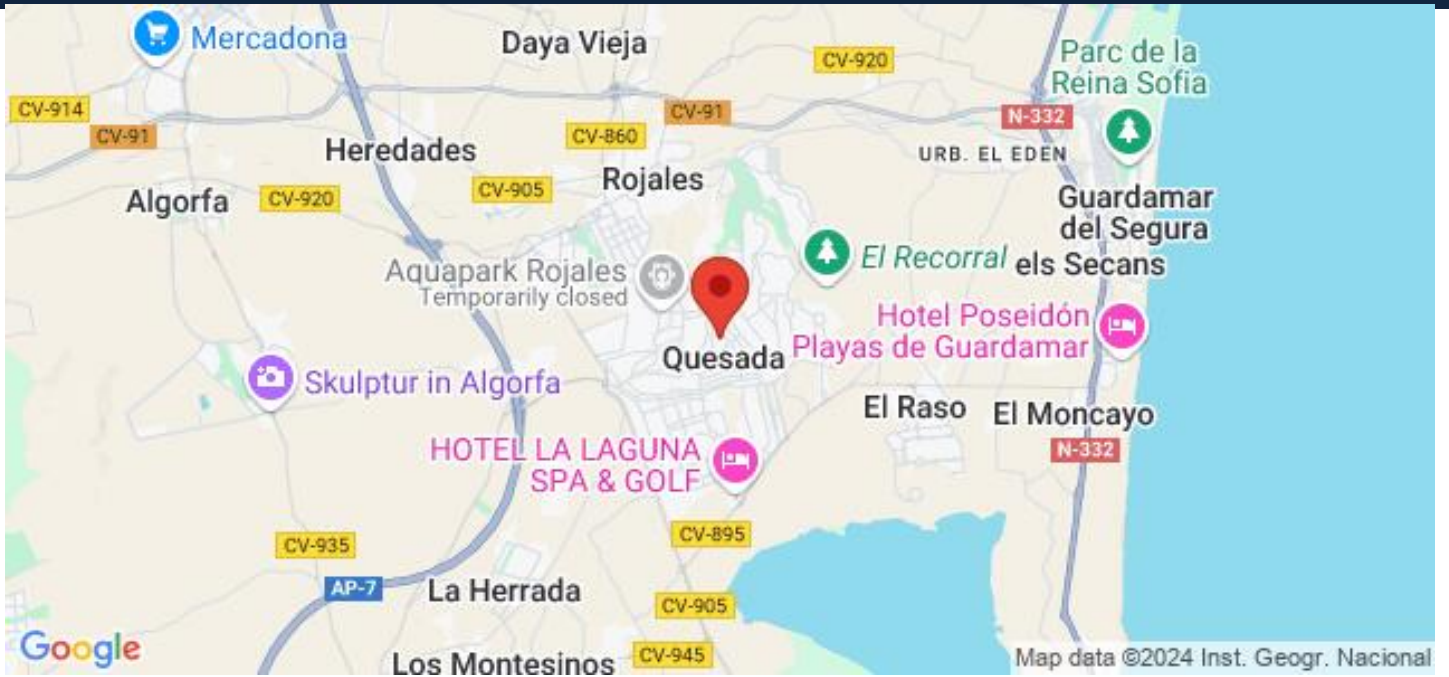 Mercadona
Daya Vieja
CV-920
Parc de la
Reina Sofia
CV-914
CV-91
CV-91
N-332
CV-860
Heredades
URB. EL EDEN
Rojales
CV-905
Algorfa
CV-920
Guardamar
del Segura
El Recorral
els Secans
Aquapark Rojales
Temporarily closed
Hotel Poseidón
Playas de Guardamar
Quesada
Skulptur in Algorfa
El Raso
El Moncayo
N-332
HOTEL LA LAGUNA
SPA & GOLF
CV-895
CV-935
AP-7
La Herrada
CV-905
Google
Los Montesinos
CV-945
Map data ©2024 Inst. Geogr. Nacional